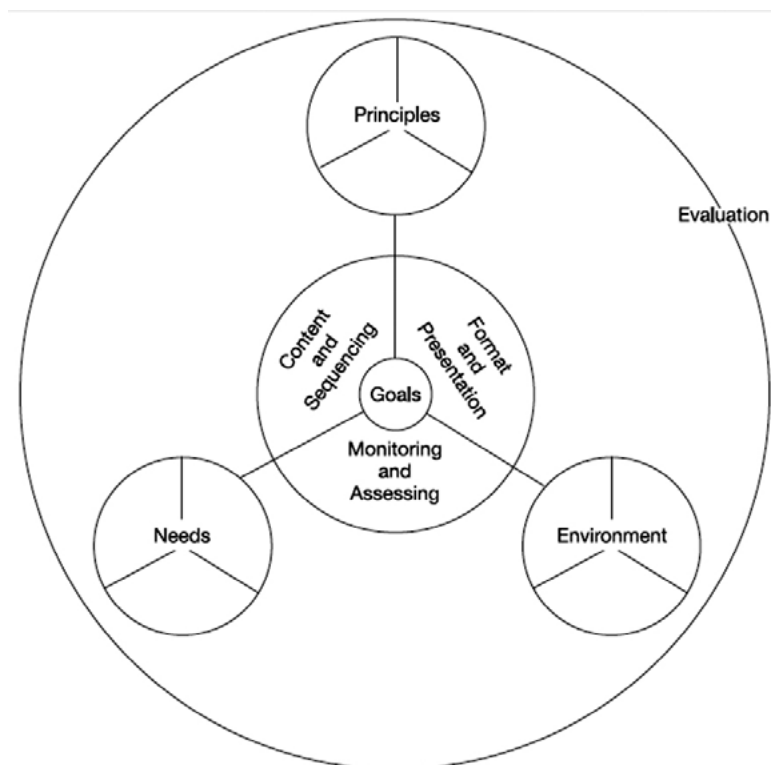 Principles
Evaluation
Content
and
Sequencing
Format
and
Presentation
Goals
Monitoring
and
Assessing
Needs
Environment